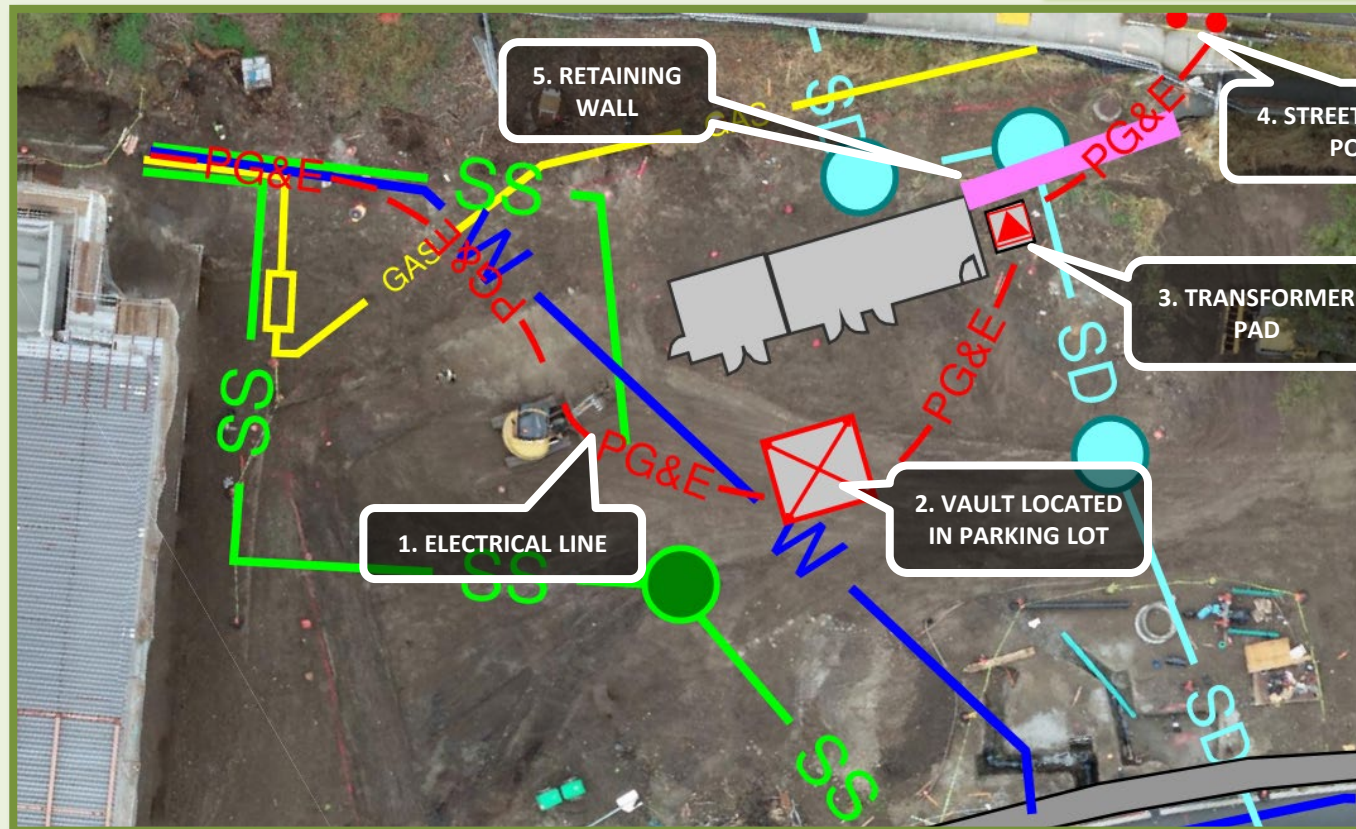 5. RETAINING
WALL
SD
GAS
PG&E
4. STREET
PG&E
SS
W
PG&E
GAS
3. TRANSFORMER
PAD
PG&E
SD
SS
PG&E
2. VAULT LOCATED
IN PARKING LOT
1. ELECTRICAL LINE
W
SS
SD
SS